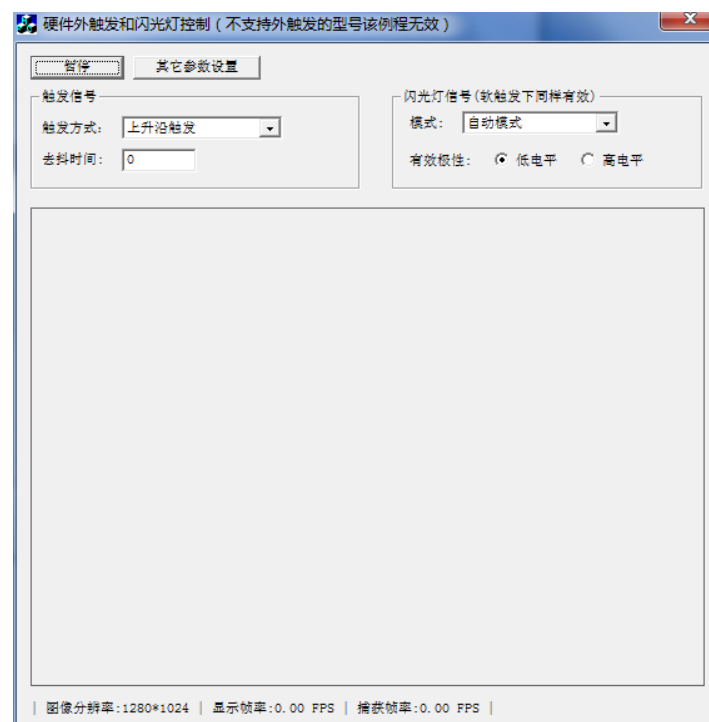 硬件外触发和闪光灯控制（不支持外触发的型号该例程无效）
暂停 其它参数设置
触发信号
触发方式: 上升沿触发
去抖时间: 0
闪光灯信号(软触发下同样有效)
模式: 自动模式
有效极性: 低电平 高电平
| 图像分辨率:1280*1024 | 显示帧率:0.00 FPS | 捕获帧率:0.00 FPS |